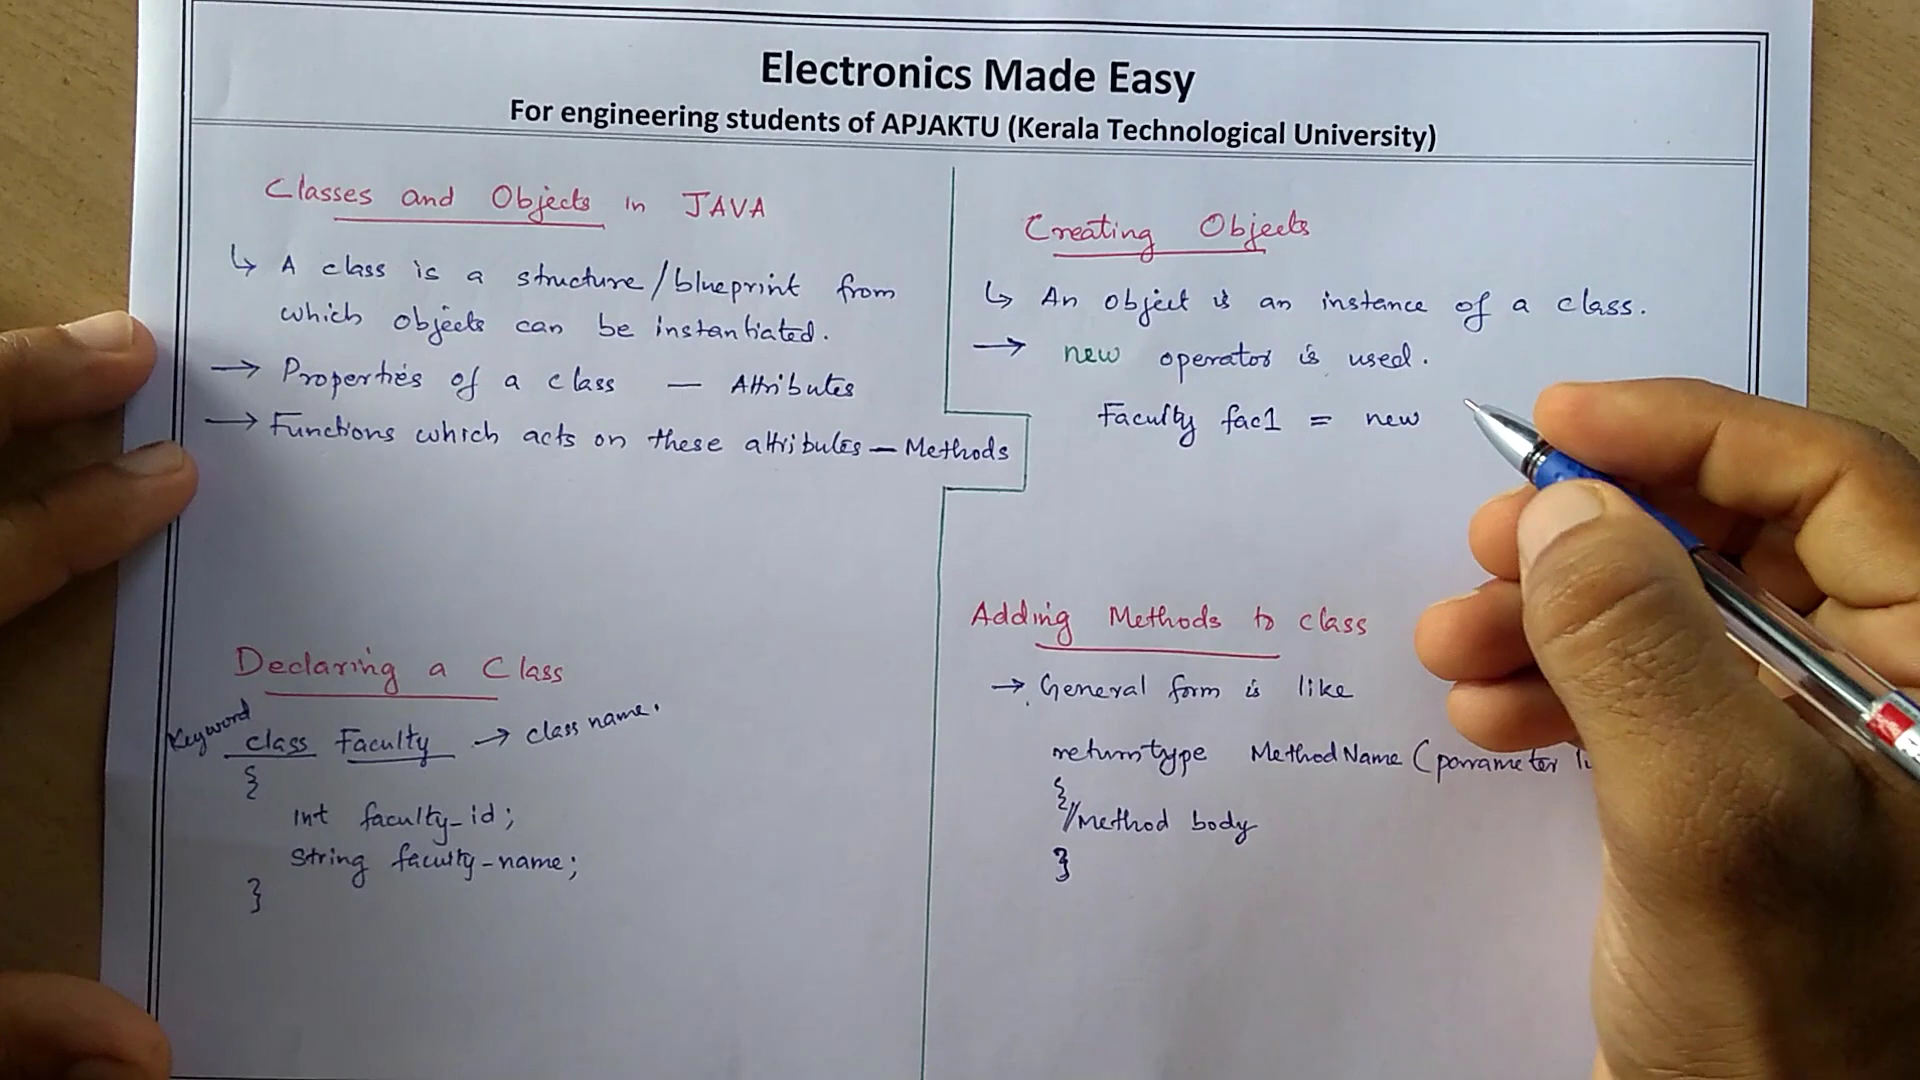 Electronics Made Easy
For engineering students of APJAKTU (Kerala Technological University)
Classes and Objects in JAVA
↳ A class is a structure/blueprint from
which objects can be instantiated.
→ Properties of a class — Attributes
→ Functions which acts on these attributes — Methods
Declaring a Class
Keyword class Faculty → class name.
{
int faculty_id;
String faculty-name;
}
Creating Objects
↳ An object is an instance of a class.
→ new operator is used.
Faculty fac1 = new
Adding Methods to class
→ General form is like
returntype MethodName (parameter
{
//Method body
}